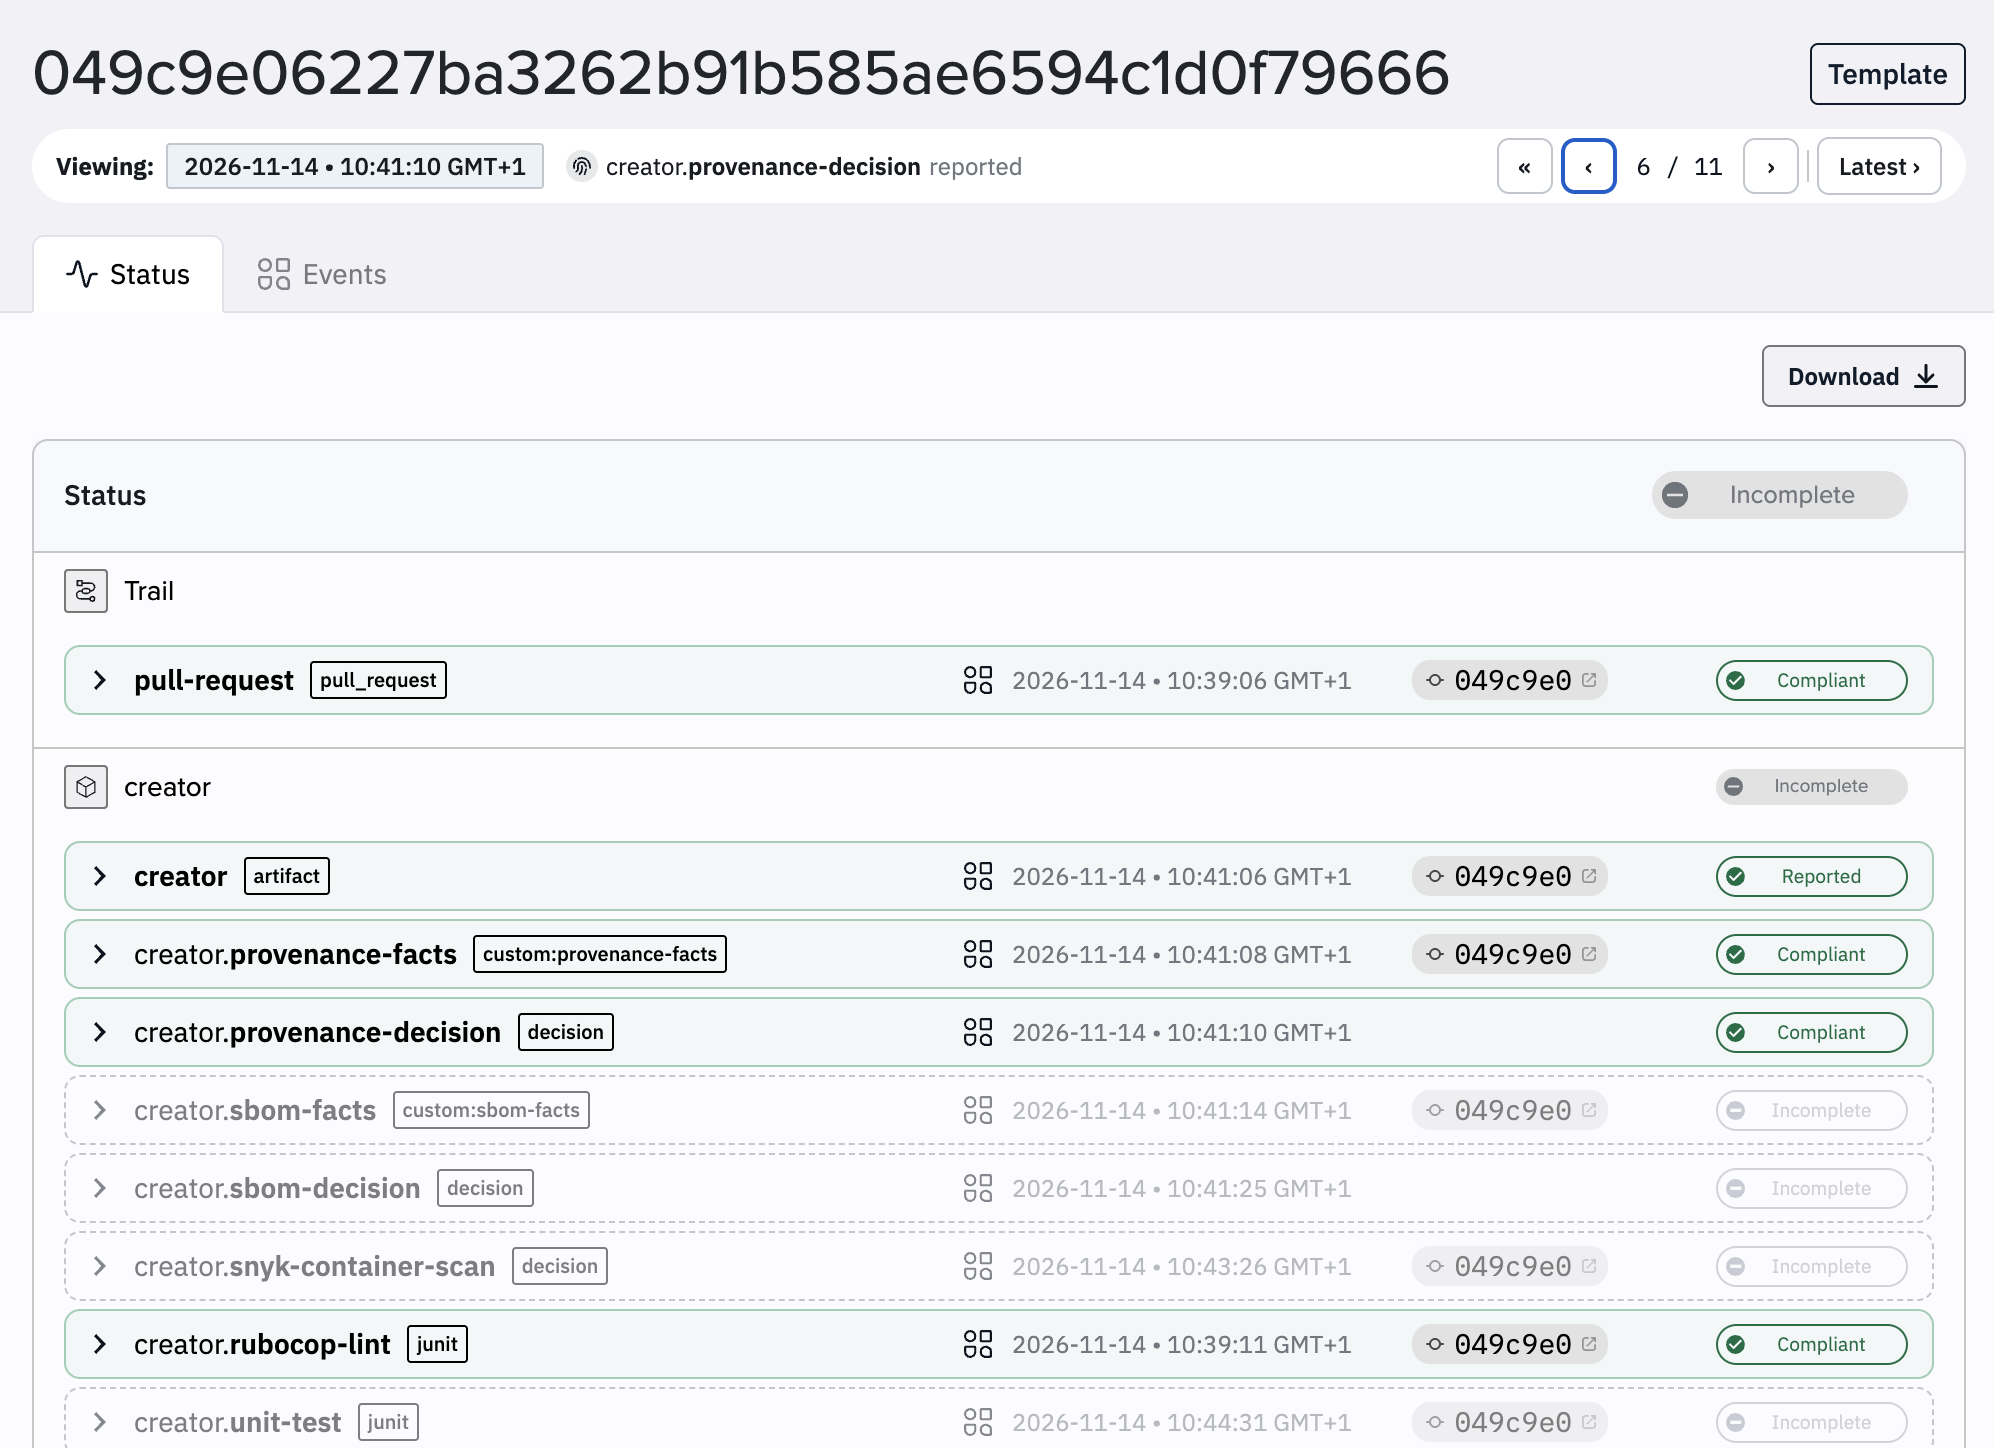 049c9e06227ba3262b91b585ae6594c1d0f79666
Template
Viewing: 2026-11-14 • 10:41:10 GMT+1 creator.provenance-decision reported « ‹ 6 / 11 › Latest ›
Status Events
Download
Status Incomplete
Trail
pull-request pull_request 2026-11-14 • 10:39:06 GMT+1 049c9e0 Compliant
creator Incomplete
creator artifact 2026-11-14 • 10:41:06 GMT+1 049c9e0 Reported
creator.provenance-facts custom:provenance-facts 2026-11-14 • 10:41:08 GMT+1 049c9e0 Compliant
creator.provenance-decision decision 2026-11-14 • 10:41:10 GMT+1 Compliant
creator.sbom-facts custom:sbom-facts 2026-11-14 • 10:41:14 GMT+1 049c9e0 Incomplete
creator.sbom-decision decision 2026-11-14 • 10:41:25 GMT+1 Incomplete
creator.snyk-container-scan decision 2026-11-14 • 10:43:26 GMT+1 049c9e0 Incomplete
creator.rubocop-lint junit 2026-11-14 • 10:39:11 GMT+1 049c9e0 Compliant
creator.unit-test junit 2026-11-14 • 10:44:31 GMT+1 049c9e0 Incomplete